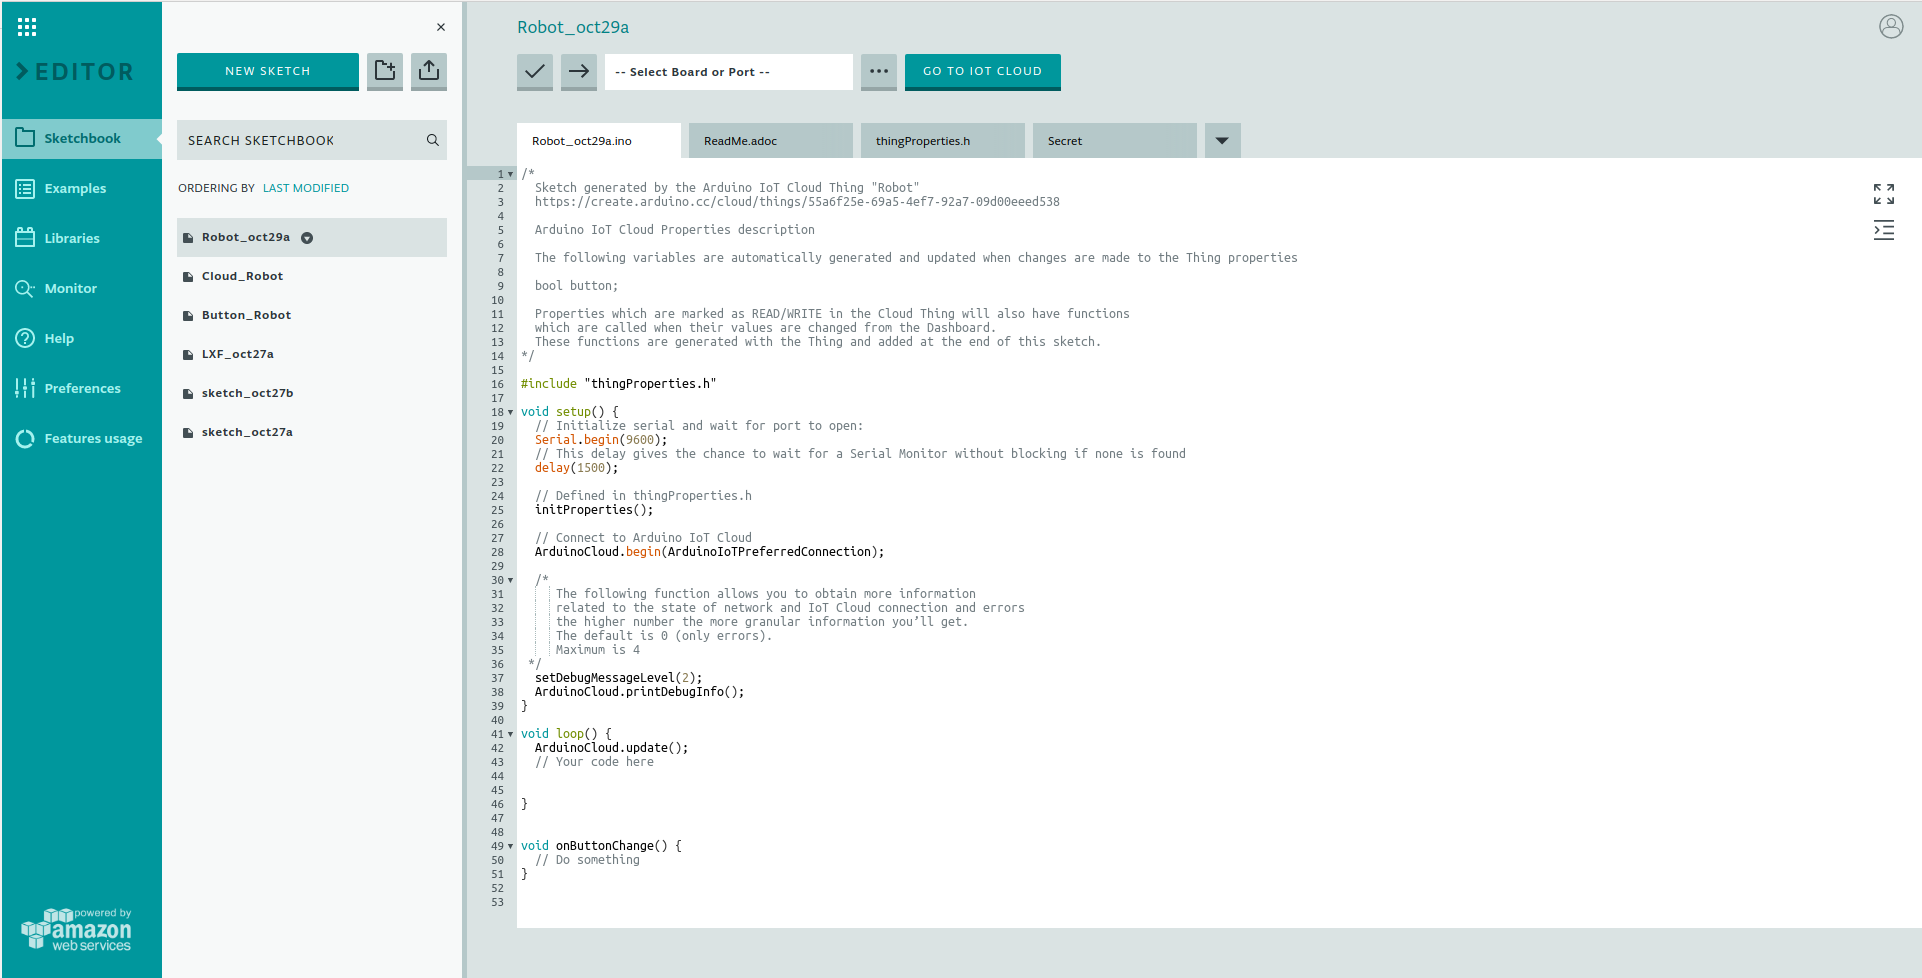 EDITOR
Sketchbook
Examples
Libraries
Monitor
Help
Preferences
Features usage
powered by
amazon
web services
×
NEW SKETCH
SEARCH SKETCHBOOK
ORDERING BY LAST MODIFIED
Robot_oct29a
Cloud_Robot
Button_Robot
LXF_oct27a
sketch_oct27b
sketch_oct27a
Robot_oct29a
-- Select Board or Port --
GO TO IOT CLOUD
Robot_oct29a.ino
ReadMe.adoc
thingProperties.h
Secret
1 /*
2 Sketch generated by the Arduino IoT Cloud Thing "Robot"
3 https://create.arduino.cc/cloud/things/55a6f25e-69a5-4ef7-92a7-09d00eeed538
4
5 Arduino IoT Cloud Properties description
6
7 The following variables are automatically generated and updated when changes are made to the Thing properties
8
9 bool button;
10
11 Properties which are marked as READ/WRITE in the Cloud Thing will also have functions
12 which are called when their values are changed from the Dashboard.
13 These functions are generated with the Thing and added at the end of this sketch.
14 */
15
16 #include "thingProperties.h"
17
18 void setup() {
19 // Initialize serial and wait for port to open:
20 Serial.begin(9600);
21 // This delay gives the chance to wait for a Serial Monitor without blocking if none is found
22 delay(1500);
23
24 // Defined in thingProperties.h
25 initProperties();
26
27 // Connect to Arduino IoT Cloud
28 ArduinoCloud.begin(ArduinoIoTPreferredConnection);
29
30 /*
31 The following function allows you to obtain more information
32 related to the state of network and IoT Cloud connection and errors
33 the higher number the more granular information you’ll get.
34 The default is 0 (only errors).
35 Maximum is 4
36 */
37 setDebugMessageLevel(2);
38 ArduinoCloud.printDebugInfo();
39 }
40
41 void loop() {
42 ArduinoCloud.update();
43 // Your code here
44
45
46 }
47
48
49 void onButtonChange() {
50 // Do something
51 }
52
53